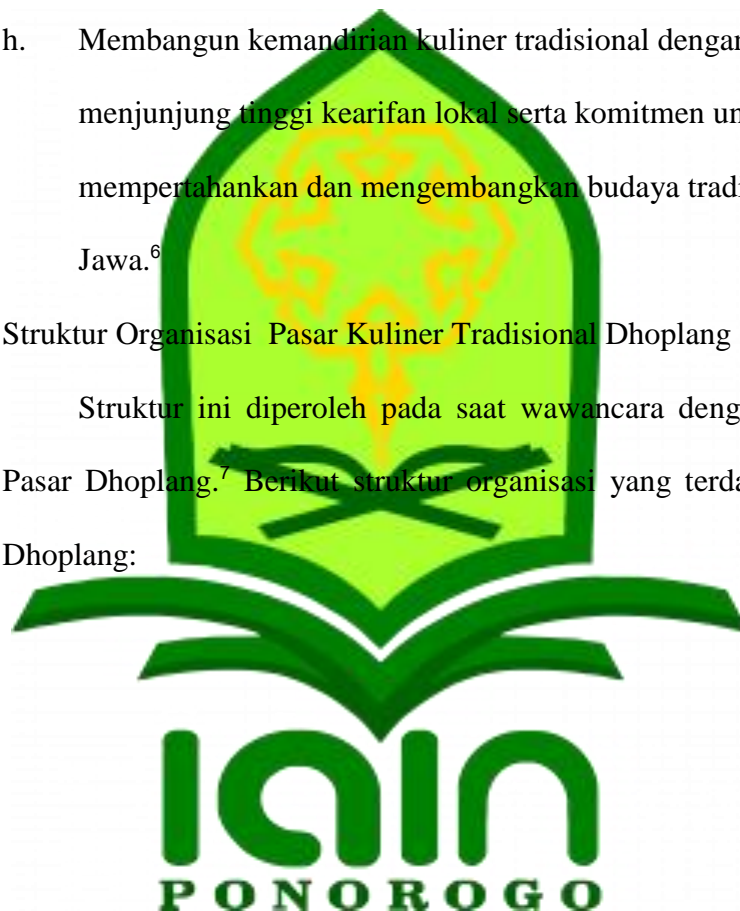 h. Membangun kemandirian kuliner tradisional dengan
menjunjung tinggi kearifan lokal serta komitmen un
mempertahankan dan mengembangkan budaya trad
Jawa.⁶
Struktur Organisasi Pasar Kuliner Tradisional Dhoplang
Struktur ini diperoleh pada saat wawancara deng
Pasar Dhoplang.⁷ Berikut struktur organisasi yang terda
Dhoplang:
IAIN
PONOROGO